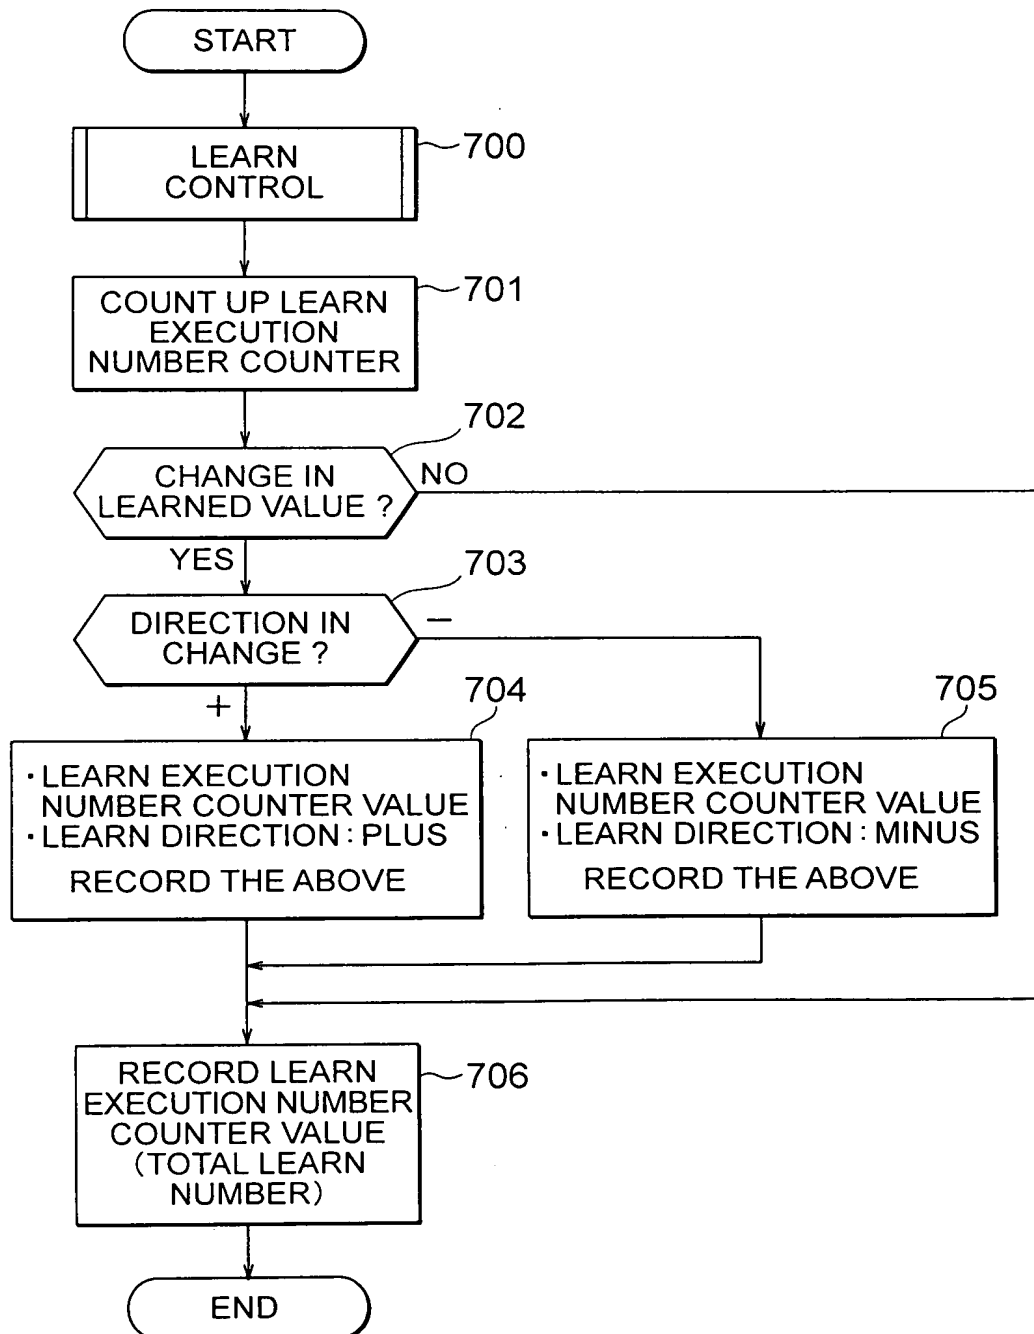 START
LEARN
CONTROL
700
COUNT UP LEARN
EXECUTION
NUMBER COUNTER
701
CHANGE IN
LEARNED VALUE ?
702
NO
YES
DIRECTION IN
CHANGE ?
703
−
+
704
・LEARN EXECUTION
NUMBER COUNTER VALUE
・LEARN DIRECTION : PLUS
RECORD THE ABOVE
705
・LEARN EXECUTION
NUMBER COUNTER VALUE
・LEARN DIRECTION : MINUS
RECORD THE ABOVE
RECORD LEARN
EXECUTION NUMBER
COUNTER VALUE
(TOTAL LEARN
NUMBER)
706
END